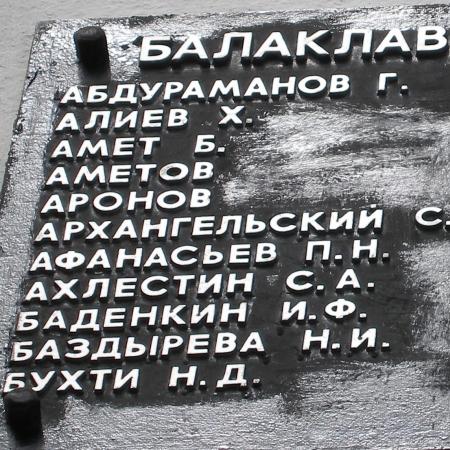 БАЛАКЛАВ
АБДУРАМАНОВ Г.
АЛИЕВ Х.
АМЕТ Б.
АМЕТОВ
АРОНОВ
АРХАНГЕЛЬСКИЙ С.
АФАНАСЬЕВ П.Н.
АХЛЕСТИН С.А.
БАДЕНКИН И.Ф.
БАЗДЫРЕВА Н.И.
БУХТИ Н.Д.